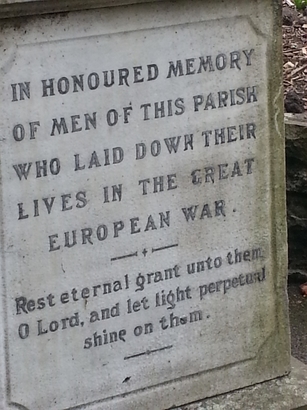 IN HONOURED MEMORY
OF MEN OF THIS PARISH
WHO LAID DOWN THEIR
LIVES IN THE GREAT
EUROPEAN WAR.
Rest eternal grant unto them
O Lord, and let light perpetual
shine on them.